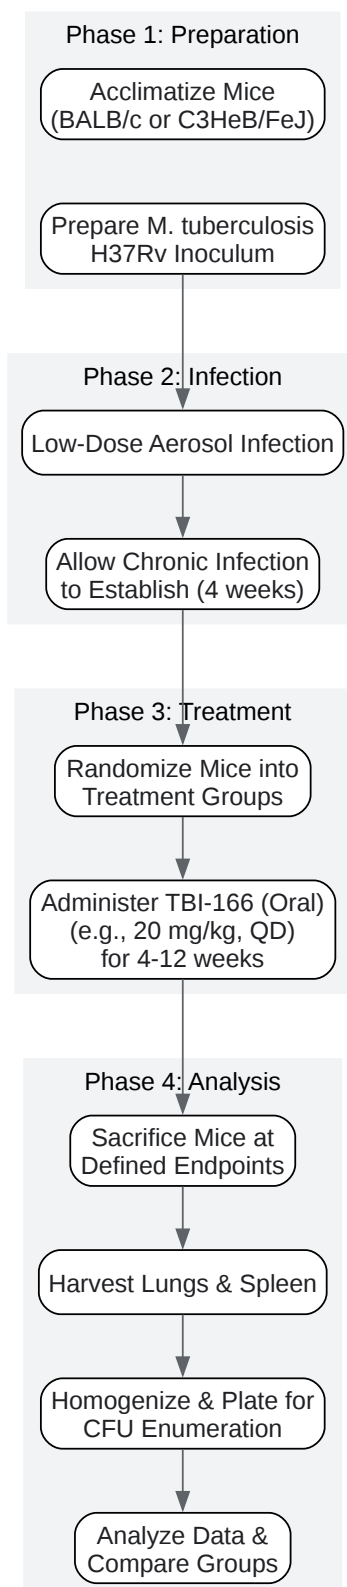 Phase 1: Preparation
Acclimatize Mice
(BALB/c or C3HeB/FeJ)
Prepare M. tuberculosis
H37Rv Inoculum
Phase 2: Infection
Low-Dose Aerosol Infection
Allow Chronic Infection
to Establish (4 weeks)
Phase 3: Treatment
Randomize Mice into
Treatment Groups
Administer TBI-166 (Oral)
(e.g., 20 mg/kg, QD)
for 4-12 weeks
Phase 4: Analysis
Sacrifice Mice at
Defined Endpoints
Harvest Lungs & Spleen
Homogenize & Plate for
CFU Enumeration
Analyze Data &
Compare Groups